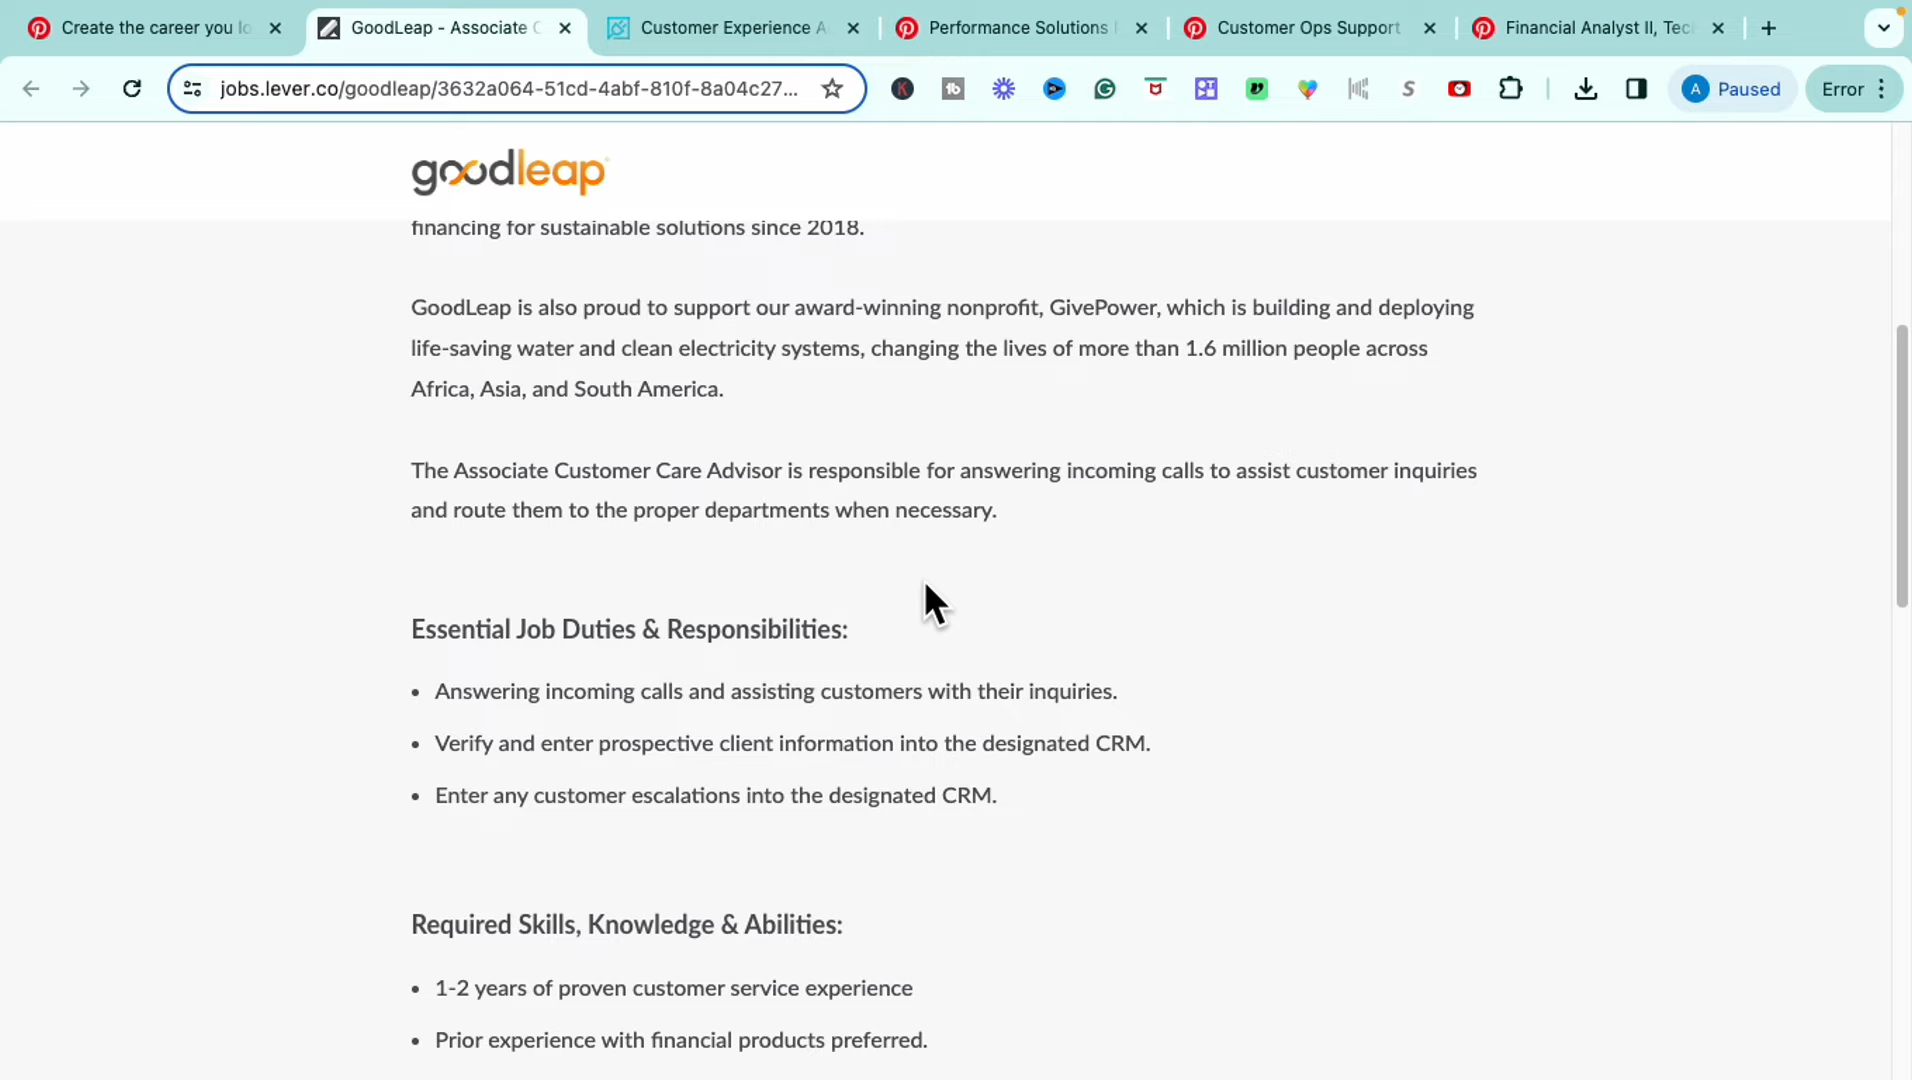 Create the career you lo
GoodLeap - Associate C
Customer Experience A
Performance Solutions
Customer Ops Support
Financial Analyst II, Tec
jobs.lever.co/goodleap/3632a064-51cd-4abf-810f-8a04c27...
A Paused
Error
goodleap
financing for sustainable solutions since 2018.
GoodLeap is also proud to support our award-winning nonprofit, GivePower, which is building and deploying
life-saving water and clean electricity systems, changing the lives of more than 1.6 million people across
Africa, Asia, and South America.
The Associate Customer Care Advisor is responsible for answering incoming calls to assist customer inquiries
and route them to the proper departments when necessary.
Essential Job Duties & Responsibilities:
• Answering incoming calls and assisting customers with their inquiries.
• Verify and enter prospective client information into the designated CRM.
• Enter any customer escalations into the designated CRM.
Required Skills, Knowledge & Abilities:
• 1-2 years of proven customer service experience
• Prior experience with financial products preferred.